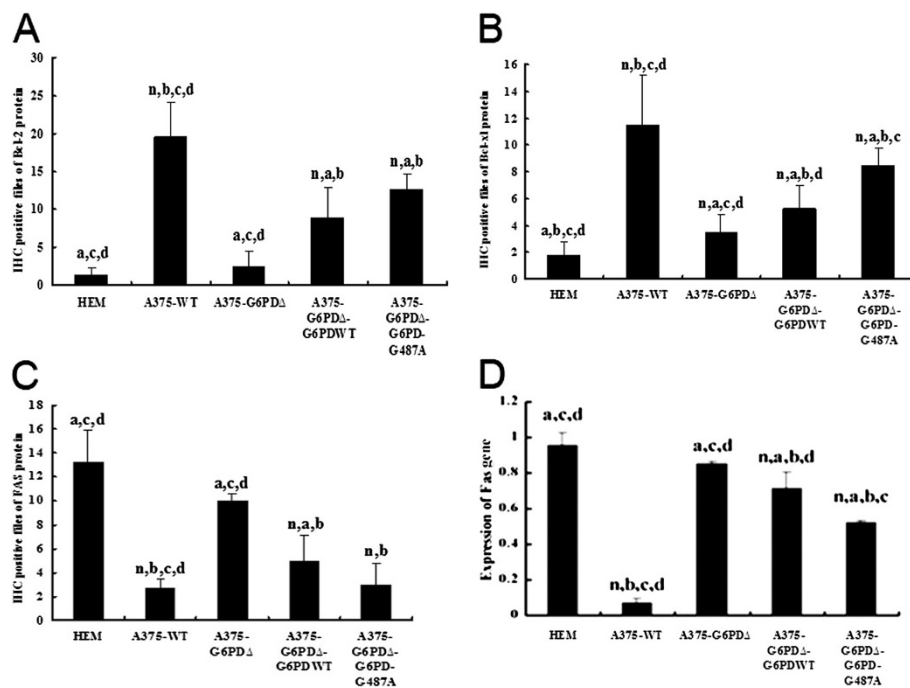 A
IHC positive files of Bcl-2 protein
30
25
20
15
10
5
0
a,c,d
n,b,c,d
a,c,d
n,a,b
n,a,b
HEM
A375-WT
A375-G6PDΔ
A375-
G6PDΔ-
G6PDWT
A375-
G6PDΔ-
G6PD-
G487A
B
IHC positive files of Bcl-xl protein
16
14
12
10
8
6
4
2
0
a,b,c,d
n,b,c,d
n,a,c,d
n,a,b,d
n,a,b,c
HEM
A375-WT
A375-G6PDΔ
A375-
G6PDΔ-
G6PDWT
A375-
G6PDΔ-
G6PD-
G487A
C
IHC positive files of FAS protein
18
16
14
12
10
8
6
4
2
0
a,c,d
n,b,c,d
a,c,d
n,a,b
n,b
HEM
A375-WT
A375-
G6PDΔ
A375-
G6PDΔ-
G6PDWT
A375-
G6PDΔ-
G6PD-
G487A
D
Expression of Fas gene
1.2
1
0.8
0.6
0.4
0.2
0
a,c,d
n,b,c,d
a,c,d
n,a,b,d
n,a,b,c
HEM
A375-WT
A375-G6PDΔ
A375-
G6PDΔ-
G6PDWT
A375-
G6PDΔ-
G6PD-
G487A